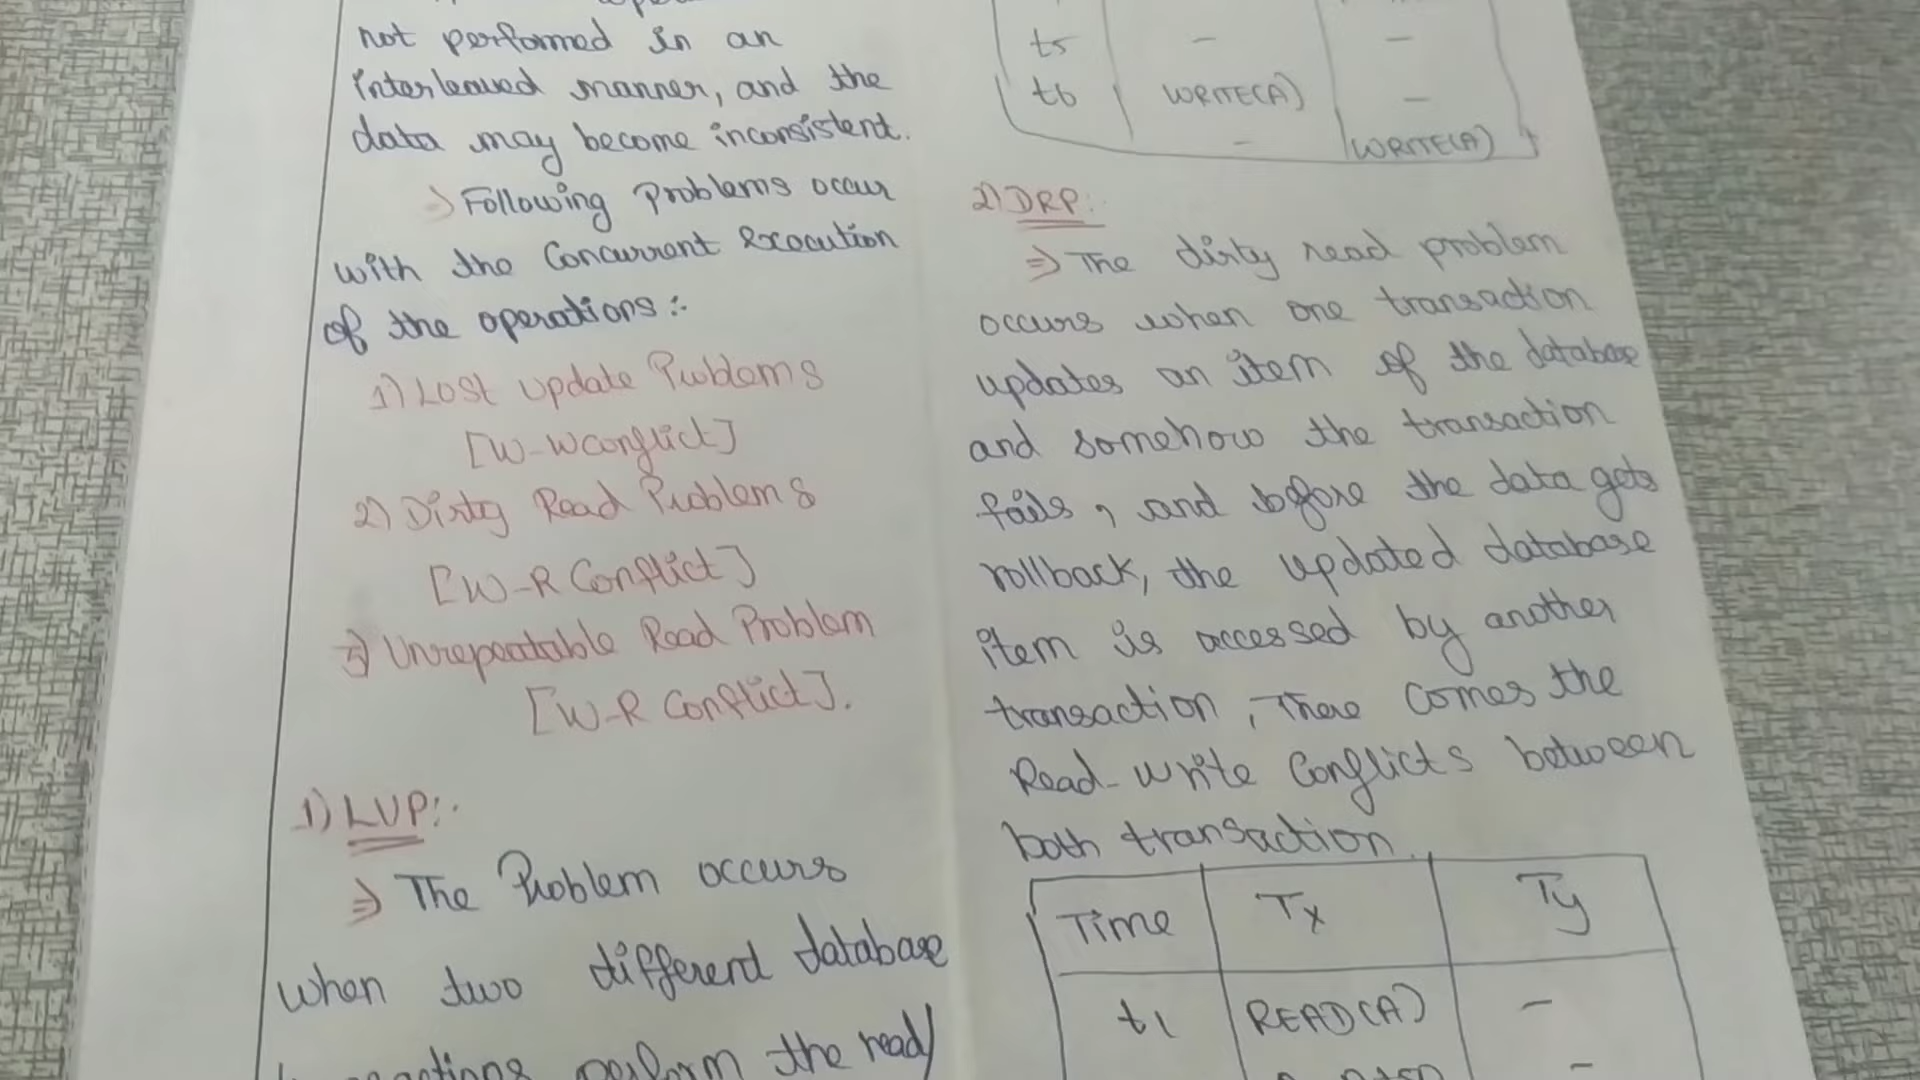 not performed in an
interleaved manner, and the
data may become inconsistent.
⇒ Following Problems occur
with the Concurrent Execution
of the operations :-
1) Lost update Problems
[W-W conflict]
2) Dirty Read Problems
[W-R Conflict]
3) Unrepeatable Read Problem
[W-R Conflict].
1) LUP:-
⇒ The Problem occurs
when two different database
perform the read/
t5 - -
t6 WRITE(A) -
- WRITE(A)
2) DRP:
⇒ The dirty read problem
occurs when one transaction
updates an item of the database
and somehow the transaction
fails, and before the data gets
rollback, the updated database
item is accessed by another
transaction, There comes the
Read-write Conflicts between
both transaction.
Time Tx Ty
t1 READ(A) -
-